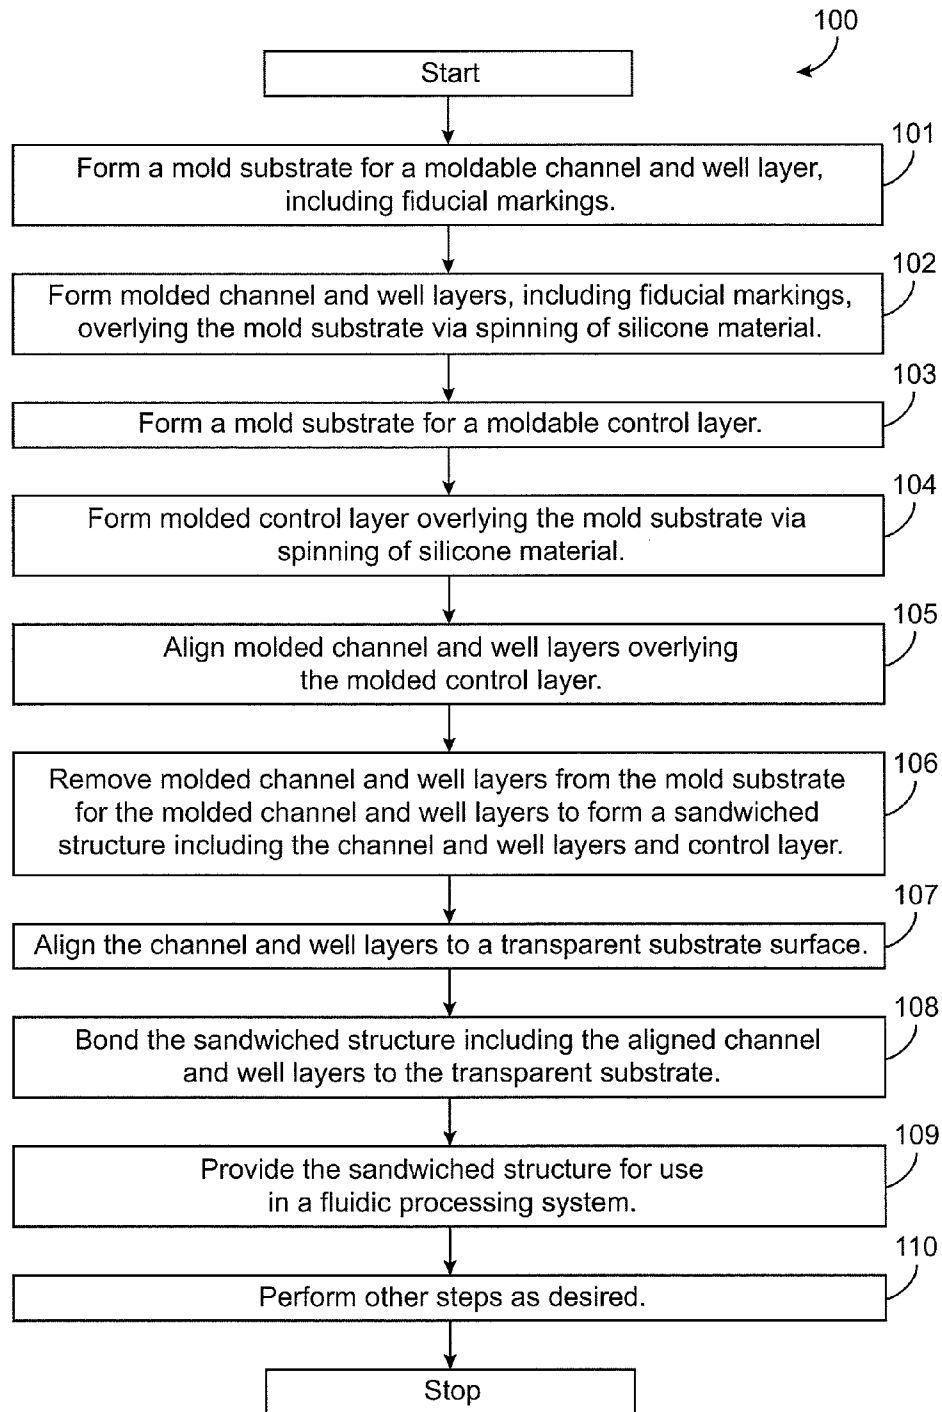 100
Start
101
Form a mold substrate for a moldable channel and well layer,
including fiducial markings.
102
Form molded channel and well layers, including fiducial markings,
overlying the mold substrate via spinning of silicone material.
103
Form a mold substrate for a moldable control layer.
104
Form molded control layer overlying the mold substrate via
spinning of silicone material.
105
Align molded channel and well layers overlying
the molded control layer.
106
Remove molded channel and well layers from the mold substrate
for the molded channel and well layers to form a sandwiched
structure including the channel and well layers and control layer.
107
Align the channel and well layers to a transparent substrate surface.
108
Bond the sandwiched structure including the aligned channel
and well layers to the transparent substrate.
109
Provide the sandwiched structure for use
in a fluidic processing system.
110
Perform other steps as desired.
Stop